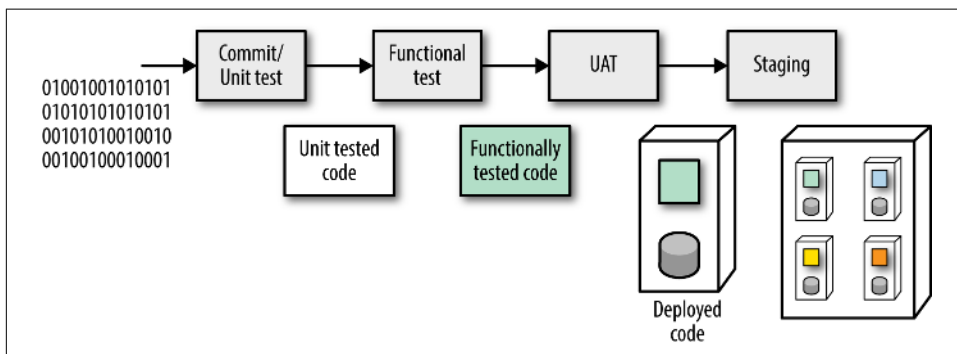 Commit/
Unit test
Functional
test
UAT
Staging
01001001010101
01010101010101
00101010010010
00100100010001
Unit tested
code
Functionally
tested code
Deployed
code